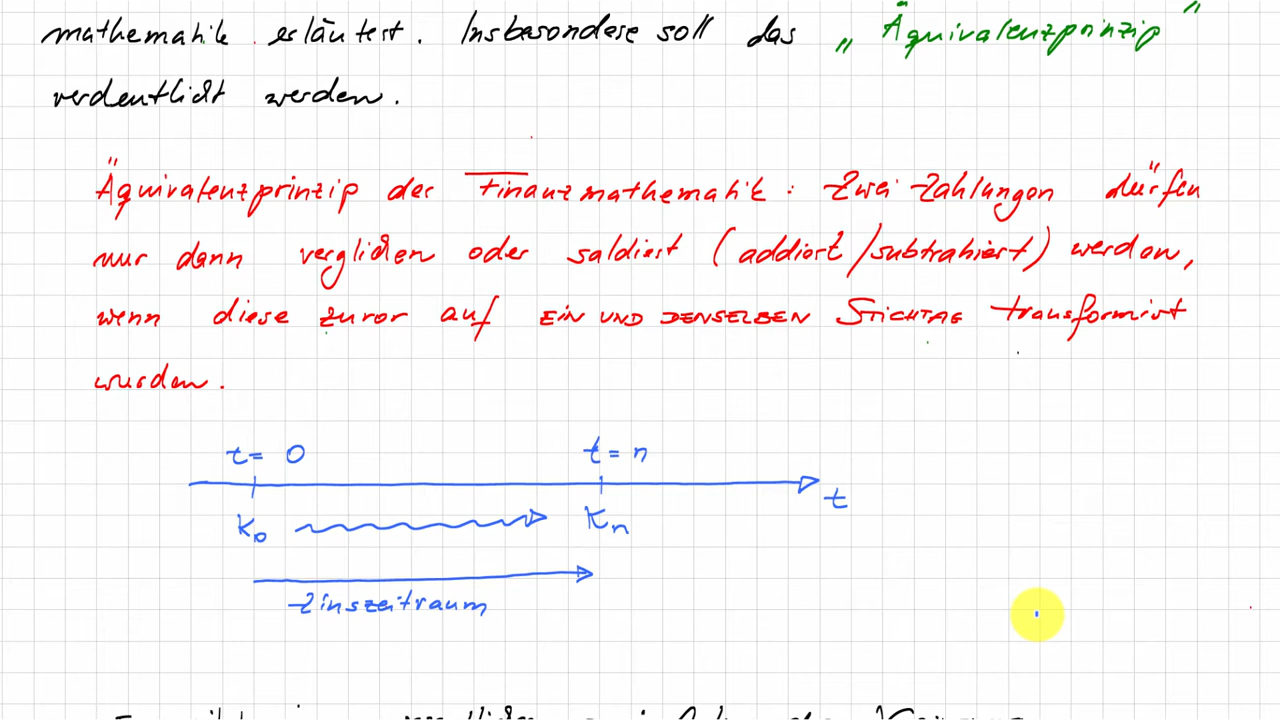 mathematik erläutert. Insbesondere soll das „Äquivalenzprinzip"
verdeutlicht werden.
Äquivalenzprinzip der Finanzmathematik: Zwei Zahlungen dürfen
nur dann verglichen oder saldiert (addiert/subtrahiert) werden,
wenn diese zuvor auf EIN UND DENSELBEN STICHTAG transformiert
wurden.
t = 0 t = n
t
K₀ Kₙ
Zinszeitraum